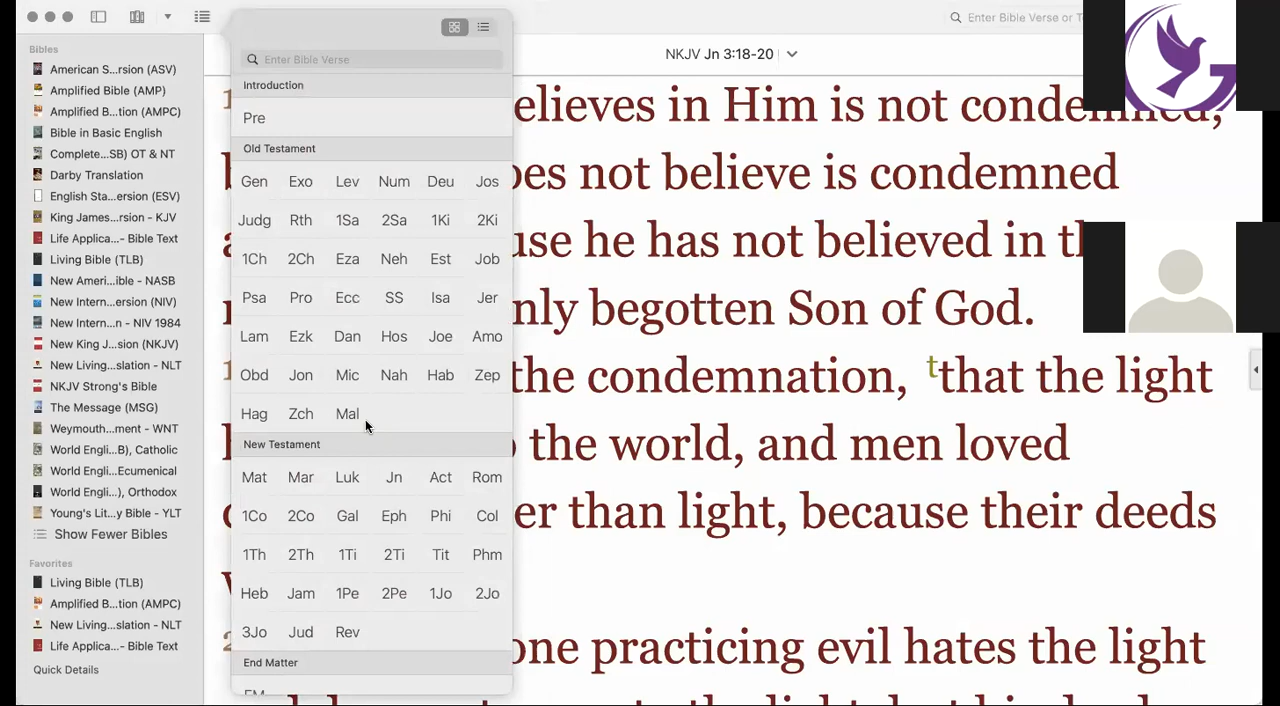 Enter Bible Verse or T
Bibles
American S...rsion (ASV)
Amplified Bible (AMP)
Amplified B...tion (AMPC)
Bible in Basic English
Complete...SB) OT & NT
Darby Translation
English Sta...ersion (ESV)
King James...rsion - KJV
Life Applica...- Bible Text
Living Bible (TLB)
New Ameri...ble - NASB
New Intern...ersion (NIV)
New Intern...n - NIV 1984
New King J...sion (NKJV)
New Living...slation - NLT
NKJV Strong's Bible
The Message (MSG)
Weymouth...ment - WNT
World Engli...B), Catholic
World Engli...Ecumenical
World Engli...), Orthodox
Young's Lit...y Bible - YLT
Show Fewer Bibles
Favorites
Living Bible (TLB)
Amplified B...tion (AMPC)
New Living...slation - NLT
Life Applica...- Bible Text
Quick Details
Enter Bible Verse
Introduction
Pre
Old Testament
Gen Exo Lev Num Deu Jos
Judg Rth 1Sa 2Sa 1Ki 2Ki
1Ch 2Ch Eza Neh Est Job
Psa Pro Ecc SS Isa Jer
Lam Ezk Dan Hos Joe Amo
Obd Jon Mic Nah Hab Zep
Hag Zch Mal
New Testament
Mat Mar Luk Jn Act Rom
1Co 2Co Gal Eph Phi Col
1Th 2Th 1Ti 2Ti Tit Phm
Heb Jam 1Pe 2Pe 1Jo 2Jo
3Jo Jud Rev
End Matter
NKJV Jn 3:18-20
elieves in Him is not condemned,
oes not believe is condemned
use he has not believed in
nly begotten Son of God.
the condemnation, t that the light
the world, and men loved
er than light, because their deeds
one practicing evil hates the light